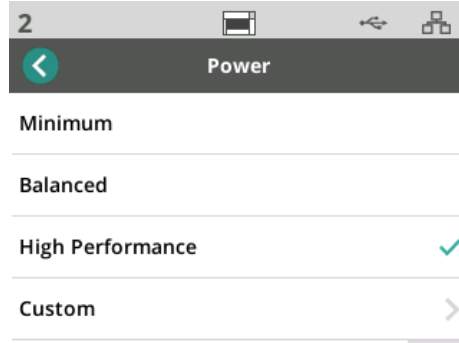 2
Power
Minimum
Balanced
High Performance
Custom